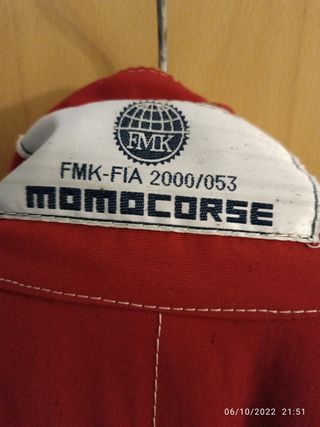 FMK
FMK-FIA 2000/053
MOMOCORSE
06/10/2022 21:51